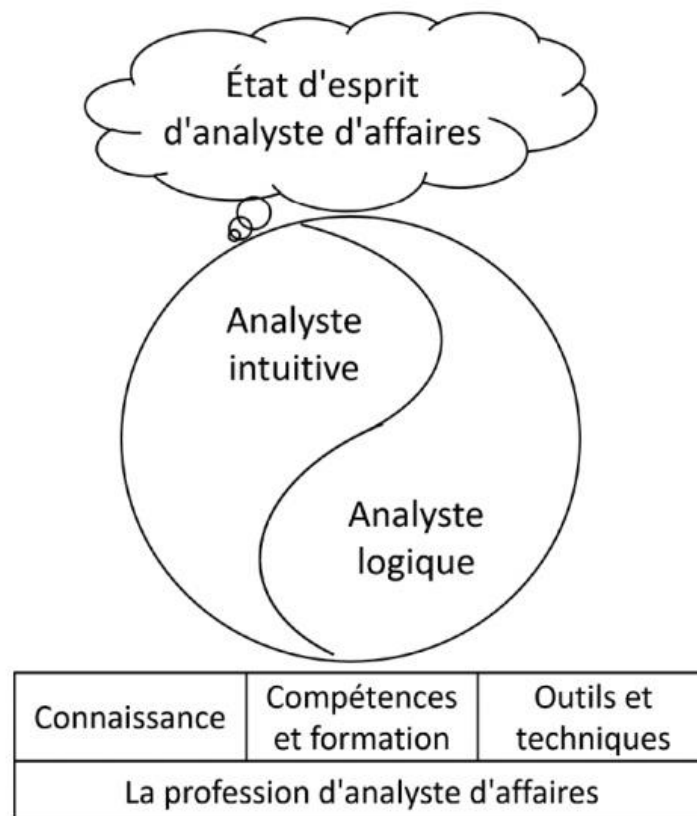 État d'esprit
d'analyste d'affaires
Analyste
intuitive
Analyste
logique
Connaissance
Compétences
et formation
Outils et
techniques
La profession d'analyste d'affaires